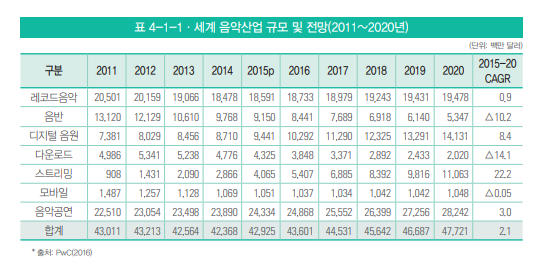 표 4-1-1 · 세계 음악산업 규모 및 전망(2011~2020년)
(단위: 백만 달러)
구분 2011 2012 2013 2014 2015p 2016 2017 2018 2019 2020 2015-20 CAGR
레코드음악 20,501 20,159 19,066 18,478 18,591 18,733 18,979 19,243 19,431 19,478 0.9
음반 13,120 12,129 10,610 9,768 9,150 8,441 7,689 6,918 6,140 5,347 △10.2
디지털 음원 7,381 8,029 8,456 8,710 9,441 10,292 11,290 12,325 13,291 14,131 8.4
다운로드 4,986 5,341 5,238 4,776 4,325 3,848 3,371 2,892 2,433 2,020 △14.1
스트리밍 908 1,431 2,090 2,866 4,065 5,407 6,885 8,392 9,816 11,063 22.2
모바일 1,487 1,257 1,128 1,069 1,051 1,037 1,034 1,042 1,042 1,048 △0.05
음악공연 22,510 23,054 23,498 23,890 24,334 24,868 25,552 26,399 27,256 28,242 3.0
합계 43,011 43,213 42,564 42,368 42,925 43,601 44,531 45,642 46,687 47,721 2.1
* 출처: PwC(2016)